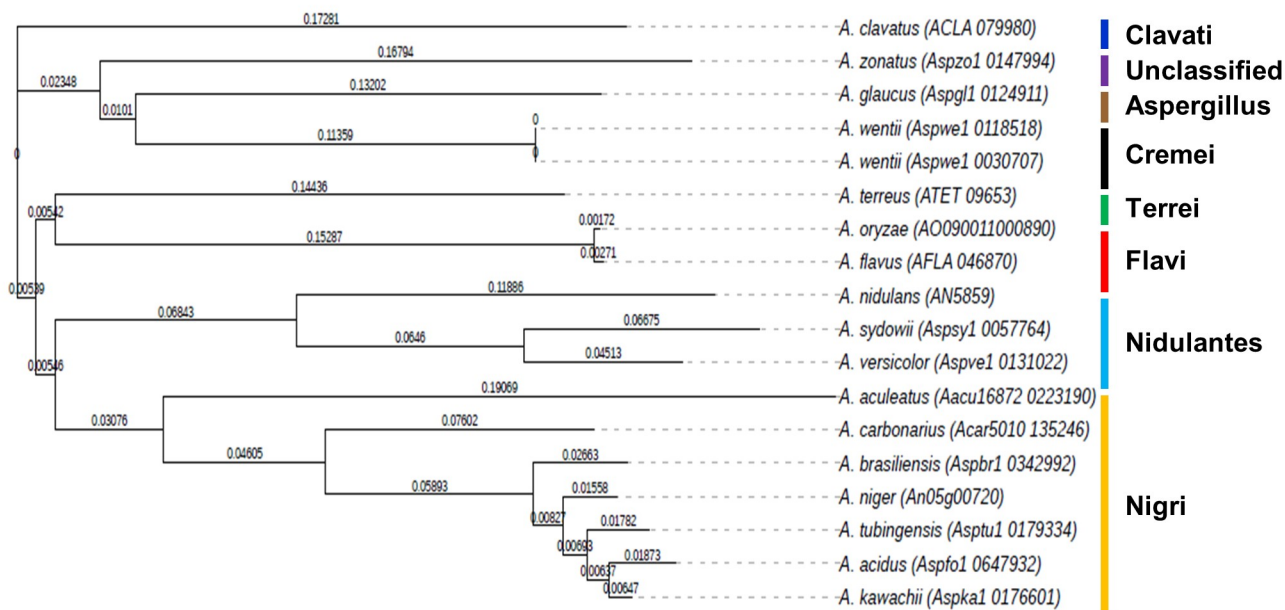 0.17281
A. clavatus (ACLA 079980)
Clavati
0.16794
A. zonatus (Aspzo1 0147994)
Unclassified
0.02348
0.13202
A. glaucus (Aspgl1 0124911)
Aspergillus
0.0101
0
A. wentii (Aspwe1 0118518)
0.11359
Cremei
0
0
A. wentii (Aspwe1 0030707)
0.14436
A. terreus (ATET 09653)
Terrei
0.00542
0.00172
A. oryzae (AO090011000890)
0.15287
0.00271
A. flavus (AFLA 046870)
Flavi
0.00539
0.11886
A. nidulans (AN5859)
0.06843
0.06675
A. sydowii (Aspsy1 0057764)
0.0646
Nidulantes
0.04513
A. versicolor (Aspve1 0131022)
0.00546
0.19069
A. aculeatus (Aacu16872 0223190)
0.03076
0.07602
A. carbonarius (Acar5010 135246)
0.04605
0.02663
A. brasiliensis (Aspbr1 0342992)
0.05893
0.01558
A. niger (An05g00720)
Nigri
0.00827
0.01782
A. tubingensis (Asptu1 0179334)
0.00693
0.01873
A. acidus (Aspfo1 0647932)
0.00637
0.00647
A. kawachii (Aspka1 0176601)